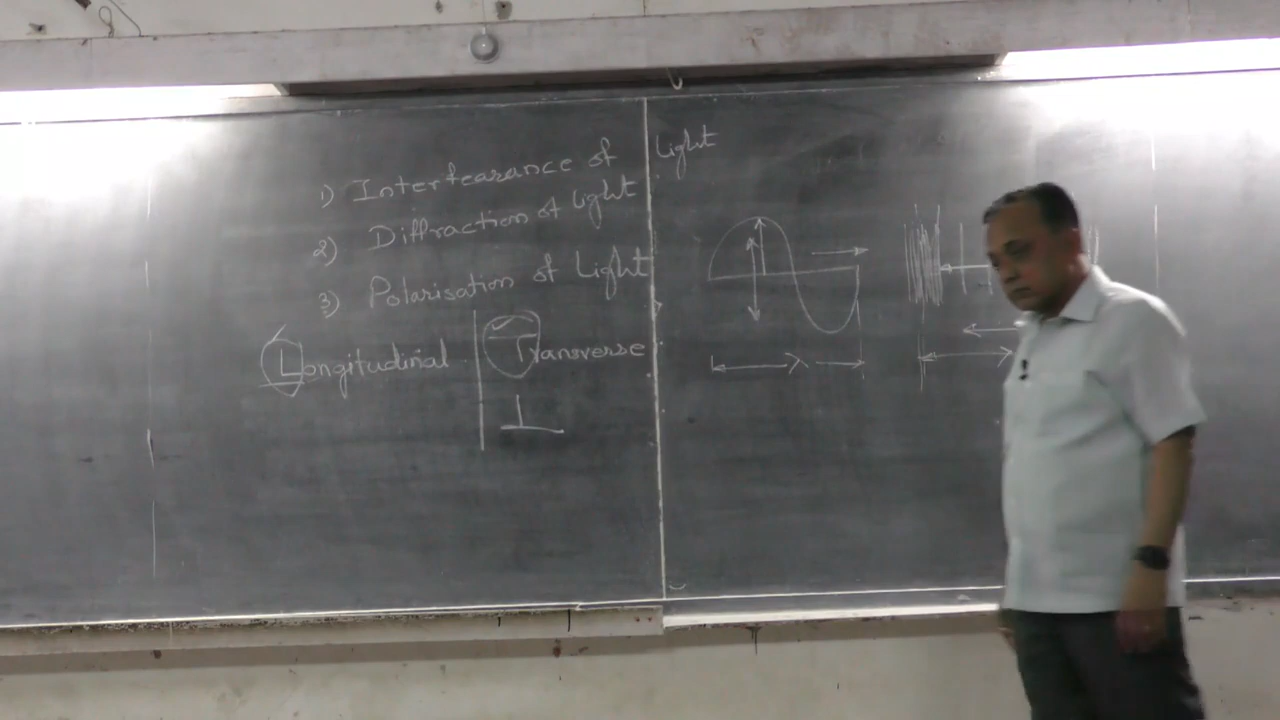 1) Interfearance of Light
2) Diffraction of light
3) Polarisation of Light
Longitudinal | Transverse
⊥